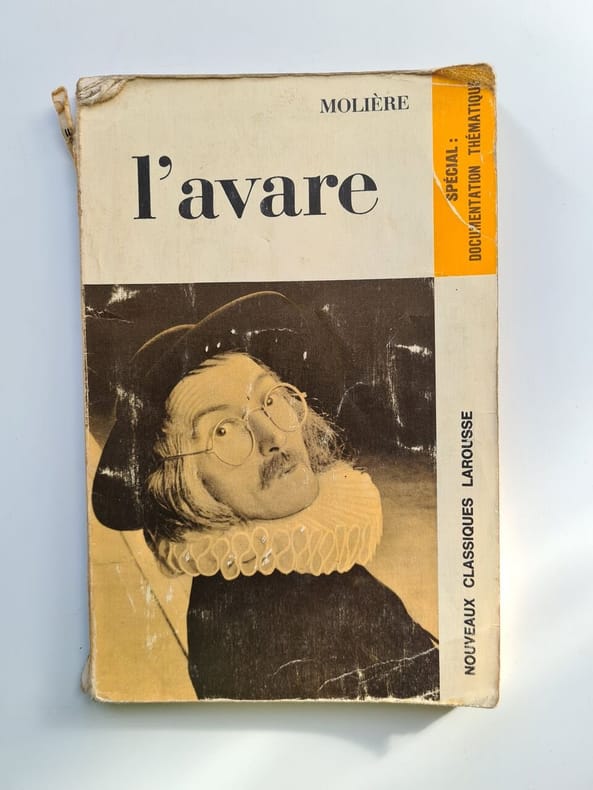 MOLIÈRE
l'avare
SPÉCIAL :
DOCUMENTATION THÉMATIQUE
NOUVEAUX CLASSIQUES LAROUSSE